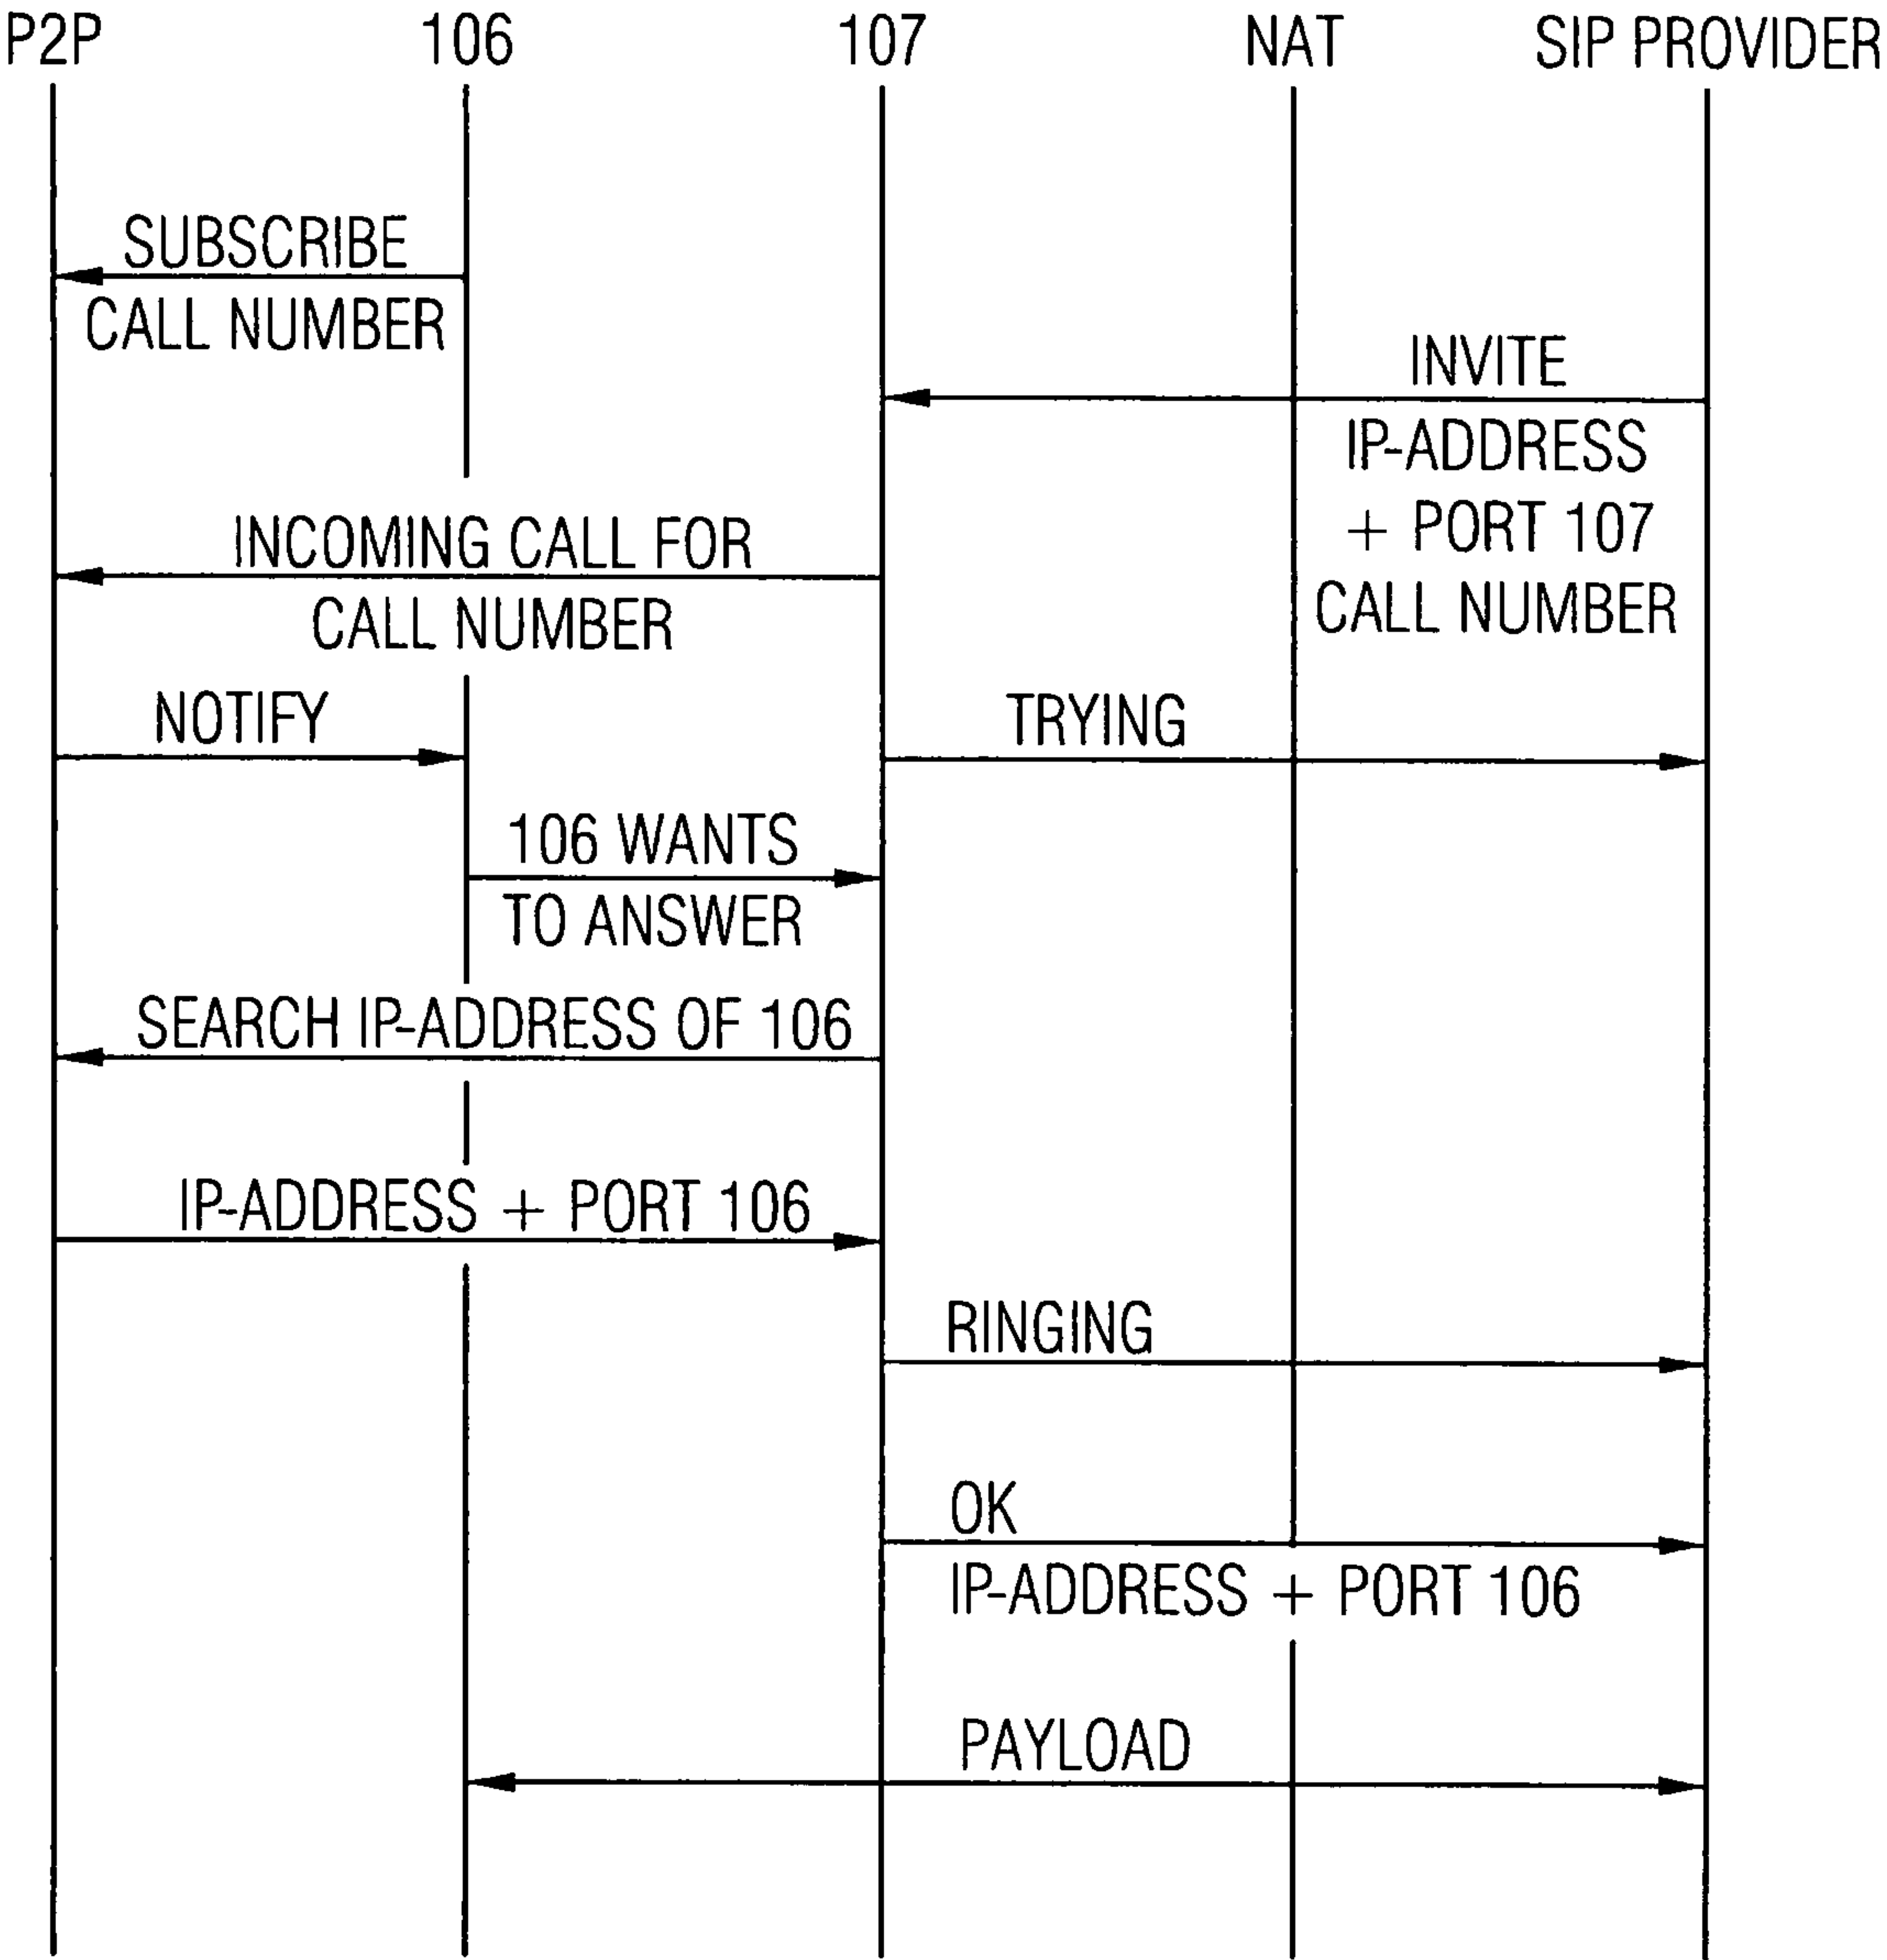 P2P 106 107 NAT SIP PROVIDER
SUBSCRIBE
CALL NUMBER
INVITE
IP-ADDRESS
+ PORT 107
CALL NUMBER
INCOMING CALL FOR
CALL NUMBER
NOTIFY
TRYING
106 WANTS
TO ANSWER
SEARCH IP-ADDRESS OF 106
IP-ADDRESS + PORT 106
RINGING
OK
IP-ADDRESS + PORT 106
PAYLOAD